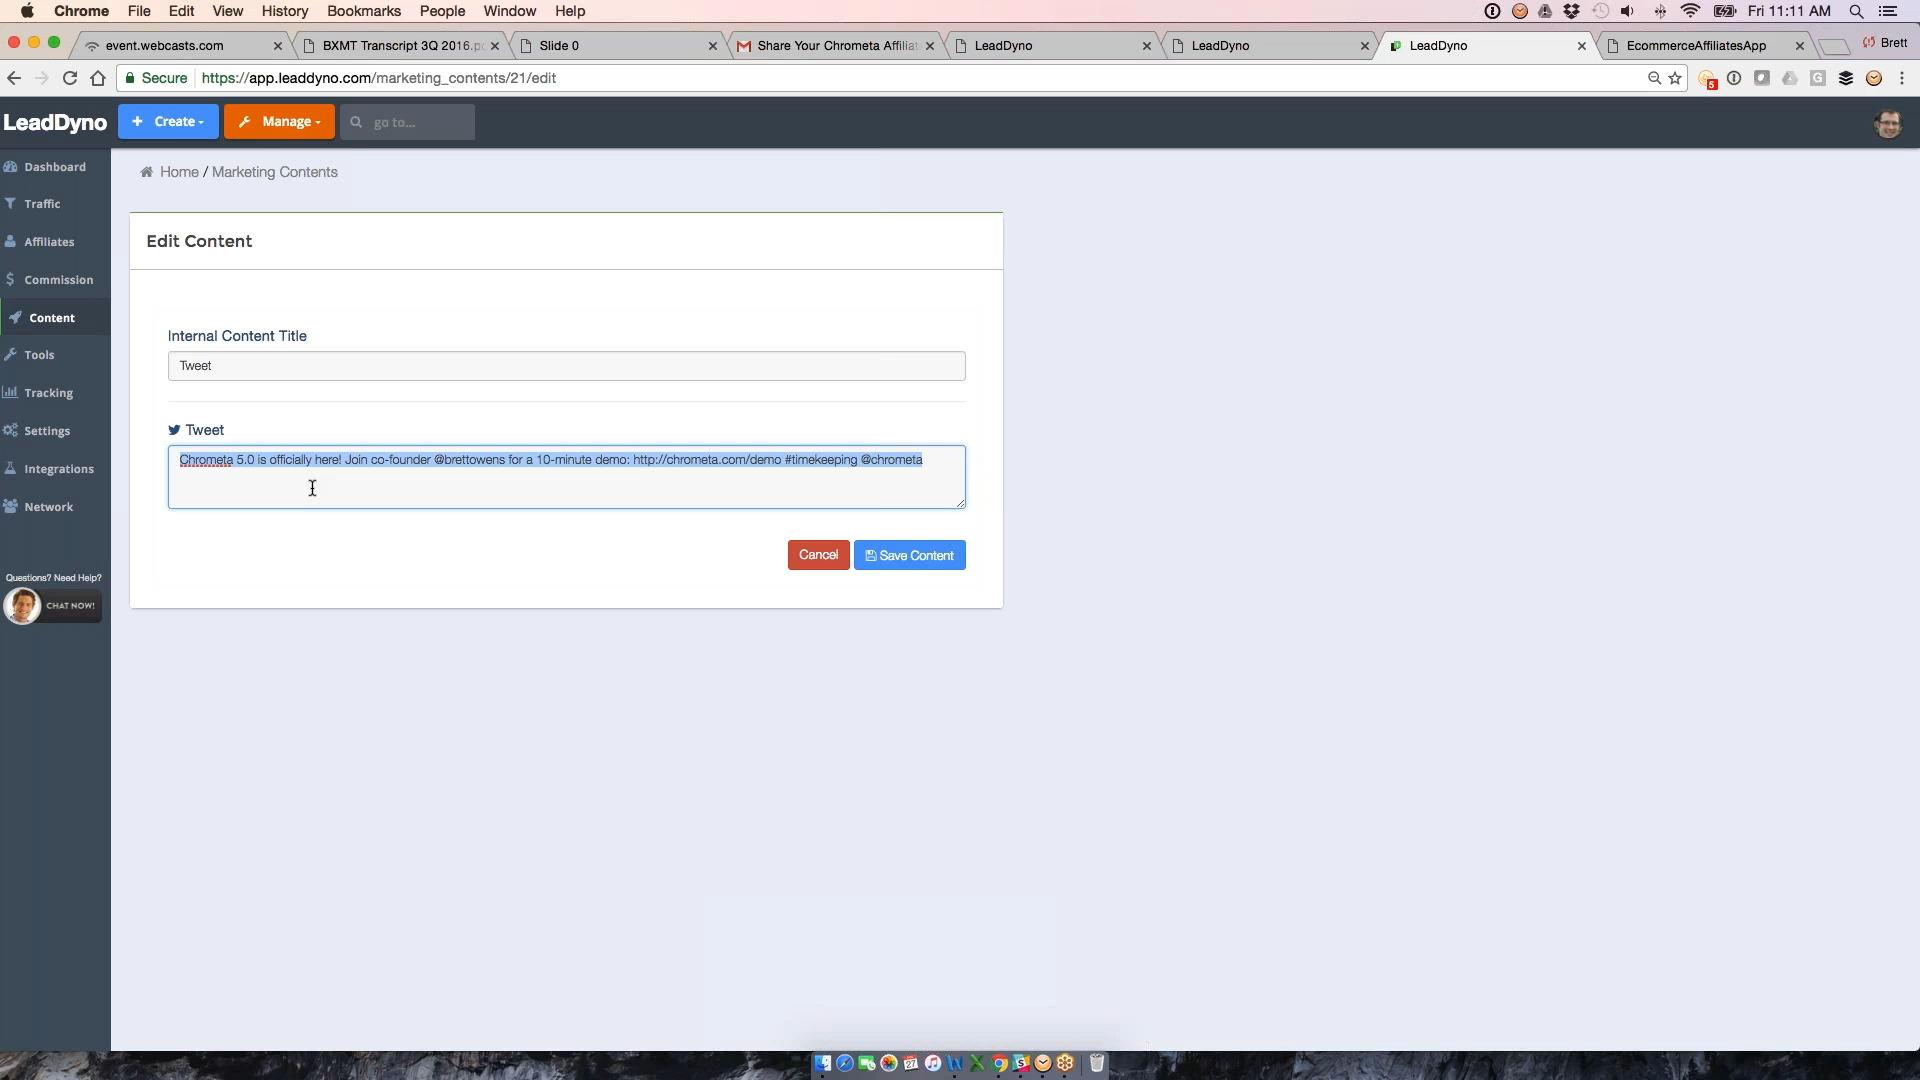 Chrome File Edit View History Bookmarks People Window Help Fri 11:11 AM
event.webcasts.com BXMT Transcript 3Q 2016.p Slide 0 Share Your Chrometa Affiliat LeadDyno LeadDyno LeadDyno EcommerceAffiliatesApp Brett
Secure https://app.leaddyno.com/marketing_contents/21/edit 5
LeadDyno + Create Manage go to...
Dashboard
Home / Marketing Contents
Traffic
Affiliates
Edit Content
Commission
Content
Internal Content Title
Tools
Tweet
Tracking
Settings
Tweet
Chrometa 5.0 is officially here! Join co-founder @brettowens for a 10-minute demo: http://chrometa.com/demo #timekeeping @chrometa
Integrations
Network
Cancel Save Content
Questions? Need Help?
CHAT NOW!